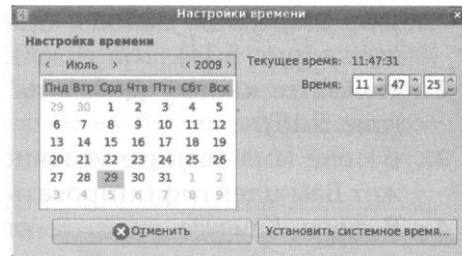 Настройки времени
Настройка времени
< Июль > < 2009 >
Пнд Втр Срд Чтв Птн Сбт Вск
29 30 1 2 3 4 5
6 7 8 9 10 11 12
13 14 15 16 17 18 19
20 21 22 23 24 25 26
27 28 29 30 31 1 2
3 4 5 6 7 8 9
Текущее время: 11:47:31
Время: 11 47 25
Отменить
Установить системное время...